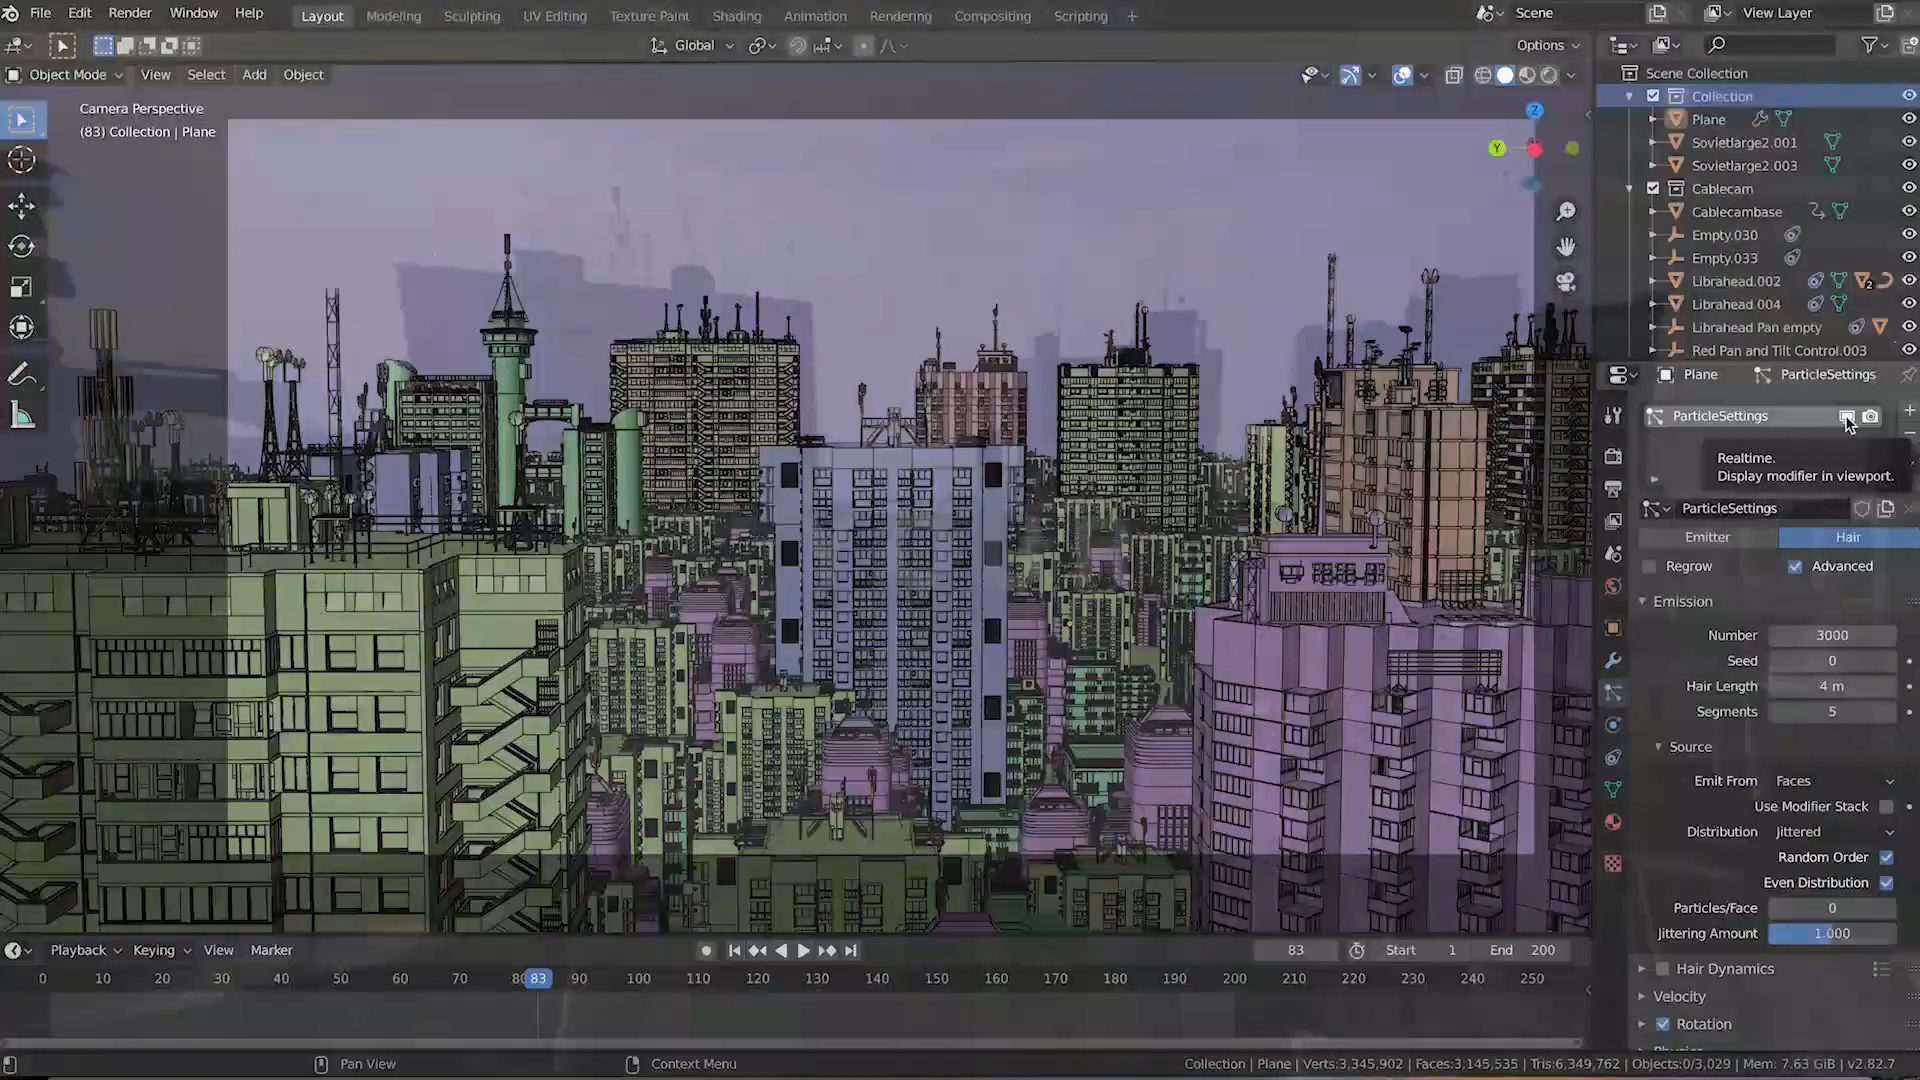 File Edit Render Window Help
Layout Modeling Sculpting UV Editing Texture Paint Shading Animation Rendering Compositing Scripting +
Scene
View Layer
Global
Options
Object Mode View Select Add Object
Camera Perspective
(83) Collection | Plane
Z
Y
Scene Collection
Collection
Plane
Sovietlarge2.001
Sovietlarge2.003
Cablecam
Cablecambase
Empty.030
Empty.033
Librahead.002 2
Librahead.004
Librahead Pan empty
Red Pan and Tilt Control.003
Plane ParticleSettings
ParticleSettings
Realtime.
Display modifier in viewport.
ParticleSettings
Emitter Hair
Regrow Advanced
Emission
Number 3000
Seed 0
Hair Length 4 m
Segments 5
Source
Emit From Faces
Use Modifier Stack
Distribution Jittered
Random Order
Even Distribution
Particles/Face 0
Jittering Amount 1.000
Hair Dynamics
Velocity
Rotation
Playback Keying View Marker
83 Start 1 End 200
0 10 20 30 40 50 60 70 80 83 90 100 110 120 130 140 150 160 170 180 190 200 210 220 230 240 250
Pan View
Context Menu
Collection | Plane | Verts:3,345,902 | Faces:3,145,535 | Tris:6,349,762 | Objects:0/3,029 | Mem: 7.63 GiB | v2.82.7